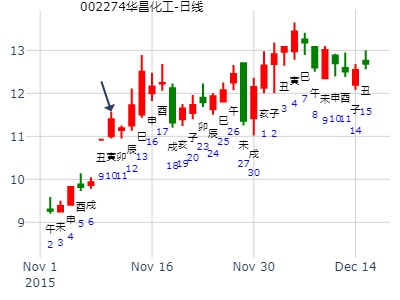 002274华昌化工-日线
13
12
11
10
9
午 未 申 酉 戌 丑 寅 卯 辰 巳 申 酉 戌 亥 子 卯 辰 巳 午 未 戌 亥 子 丑 寅 巳 午 未 申 酉 子 丑
2 3 4 5 6 9 10 11 12 13 16 17 18 19 20 23 24 25 26 27 30 1 2 3 4 7 8 9 10 11 14 15
Nov 1 Nov 16 Nov 30 Dec 14
2015